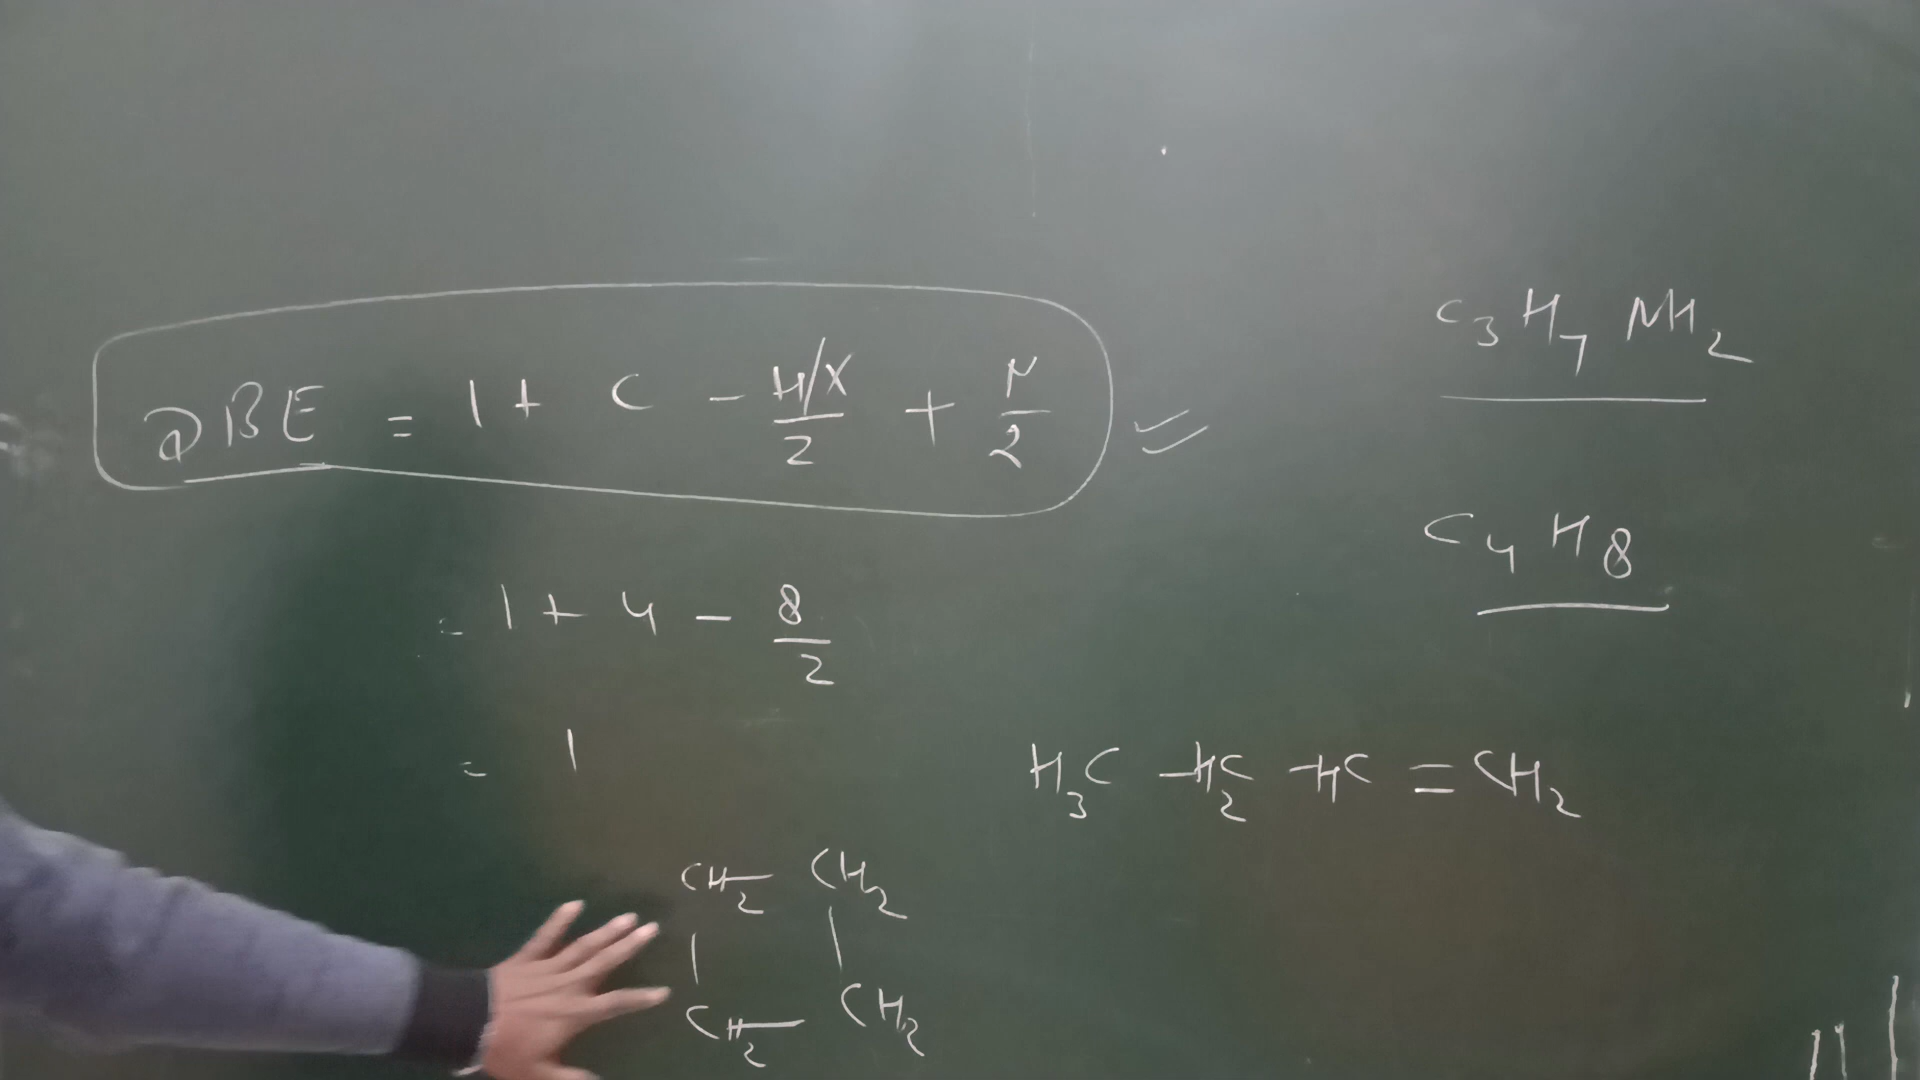 C3H7NH2
DBE = 1 + C - H/X/2 + N/2
C4H8
= 1 + 4 - 8/2
= 1
H3C - H2C - HC = CH2
CH2 - CH2
| |
CH2 - CH2